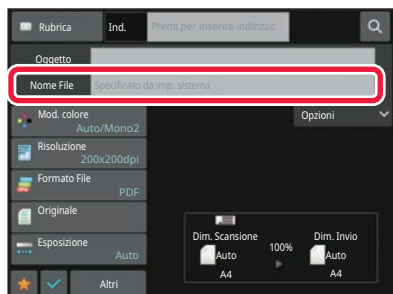 Rubrica Ind. Premi per inserire indirizzo
Oggetto
Nome File Specificato da imp. sistema
Mod. colore
Auto/Mono2
Opzioni
Risoluzione
200x200dpi
Formato File
PDF
Originale
Esposizione
Auto
Dim. Scansione
Auto
A4
100%
Dim. Invio
Auto
A4
Altri